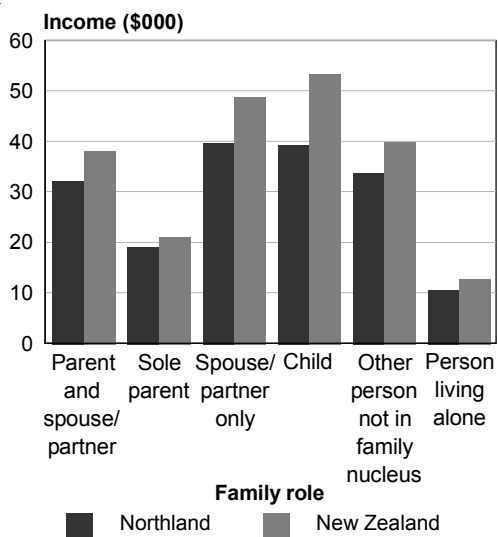 Income ($000)
60
50
40
30
20
10
0
Parent
and
spouse/
partner
Sole
parent
Spouse/
partner
only
Child
Other
person
not in
family
nucleus
Person
living
alone
Family role
Northland
New Zealand